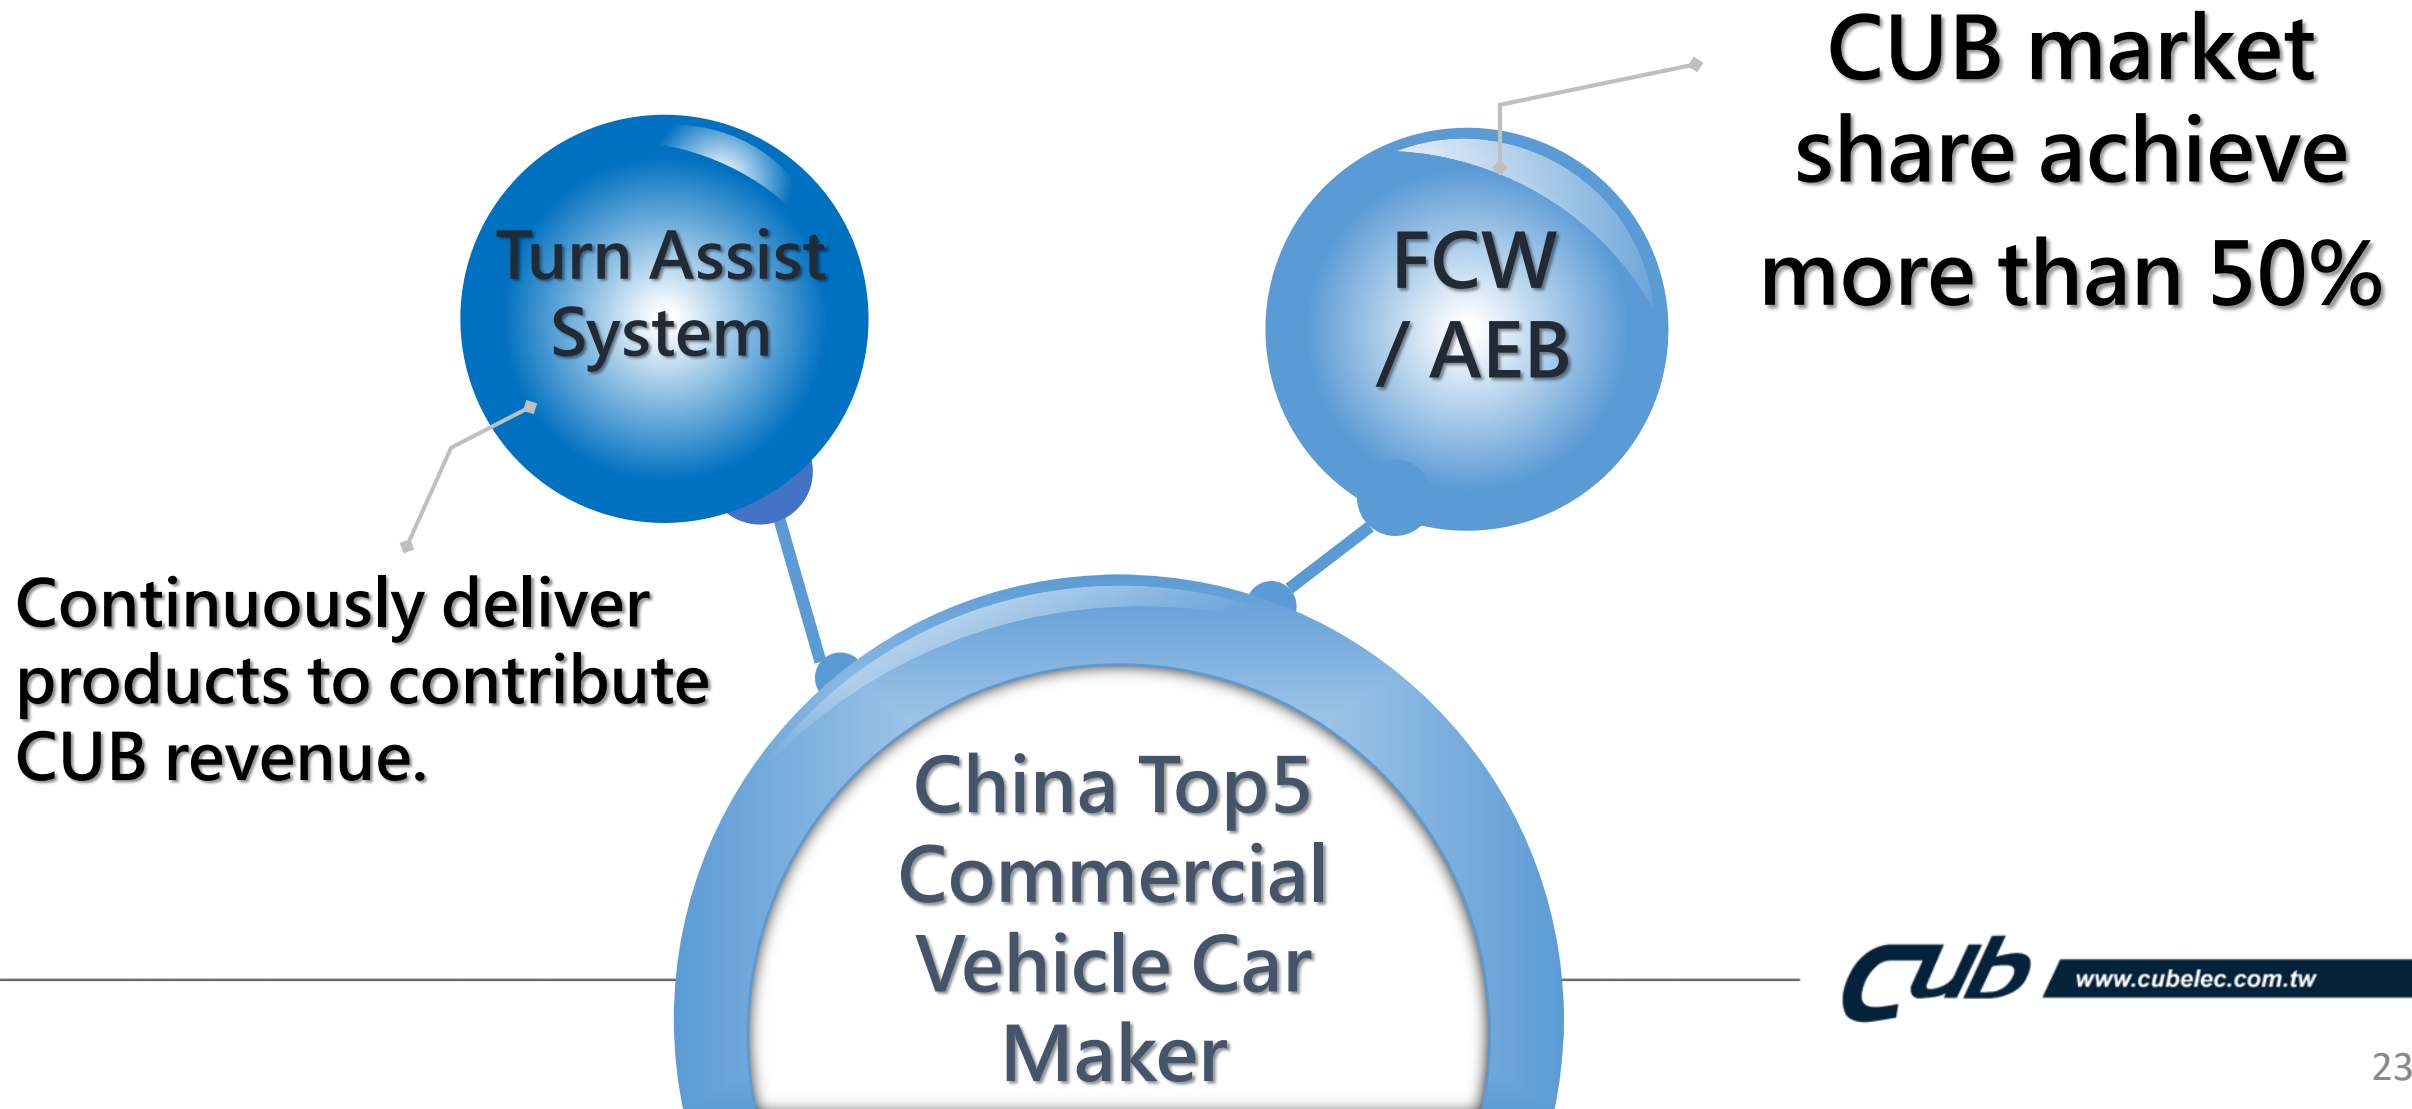 CUB market
share achieve
more than 50%
Turn Assist
System
FCW
/ AEB
Continuously deliver
products to contribute
CUB revenue.
China Top5
Commercial
Vehicle Car
Maker
cub
www.cubelec.com.tw
23